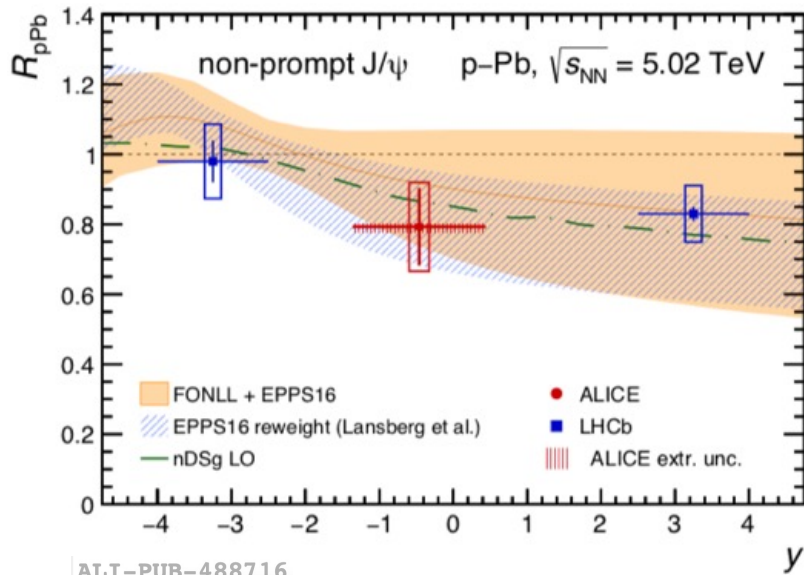 R_pPb
non-prompt J/ψ p–Pb, √s_NN = 5.02 TeV
1.4
1.2
1
0.8
0.6
0.4
0.2
0
FONLL + EPPS16
EPPS16 reweight (Lansberg et al.)
nDSg LO
ALICE
LHCb
ALICE extr. unc.
−4 −3 −2 −1 0 1 2 3 4
y
ALI-PUB-488716